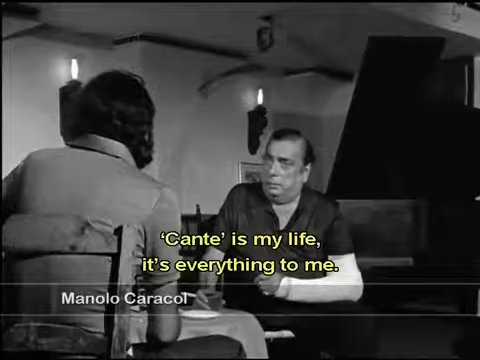 ‘Cante’ is my life,
it’s everything to me.
Manolo Caracol